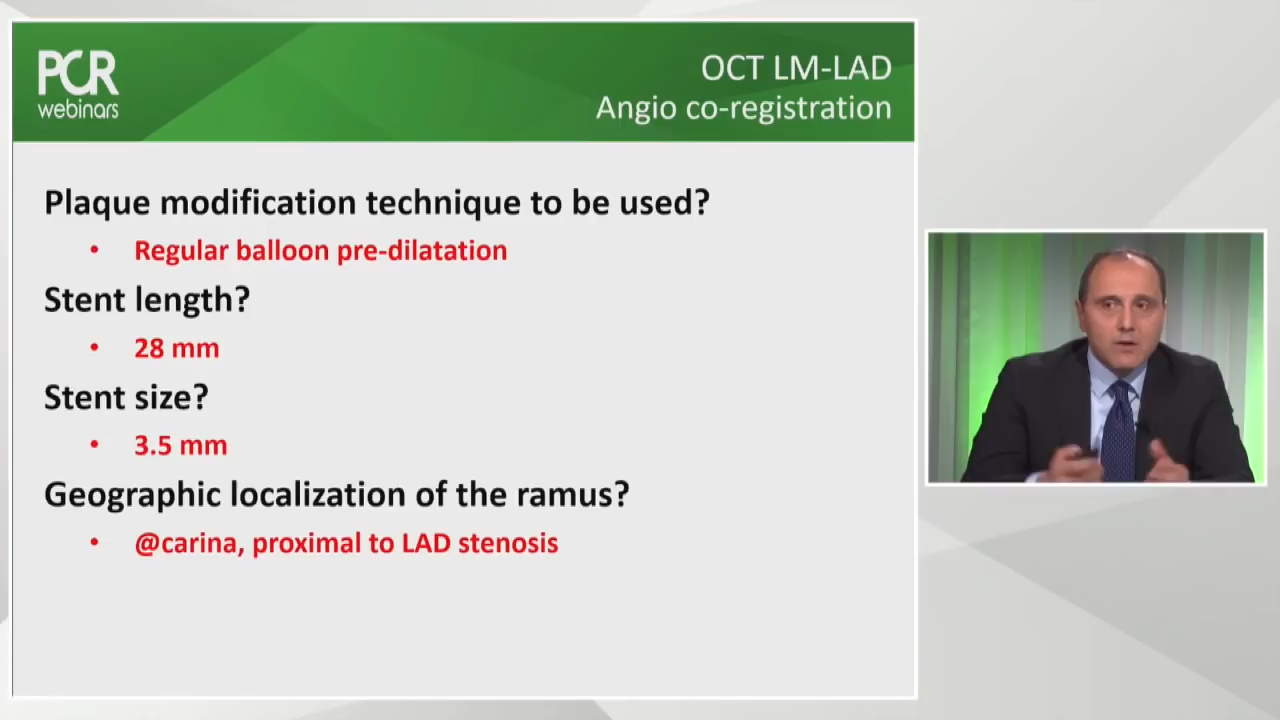 PCR
webinars
OCT LM-LAD
Angio co-registration
Plaque modification technique to be used?
• Regular balloon pre-dilatation
Stent length?
• 28 mm
Stent size?
• 3.5 mm
Geographic localization of the ramus?
• @carina, proximal to LAD stenosis